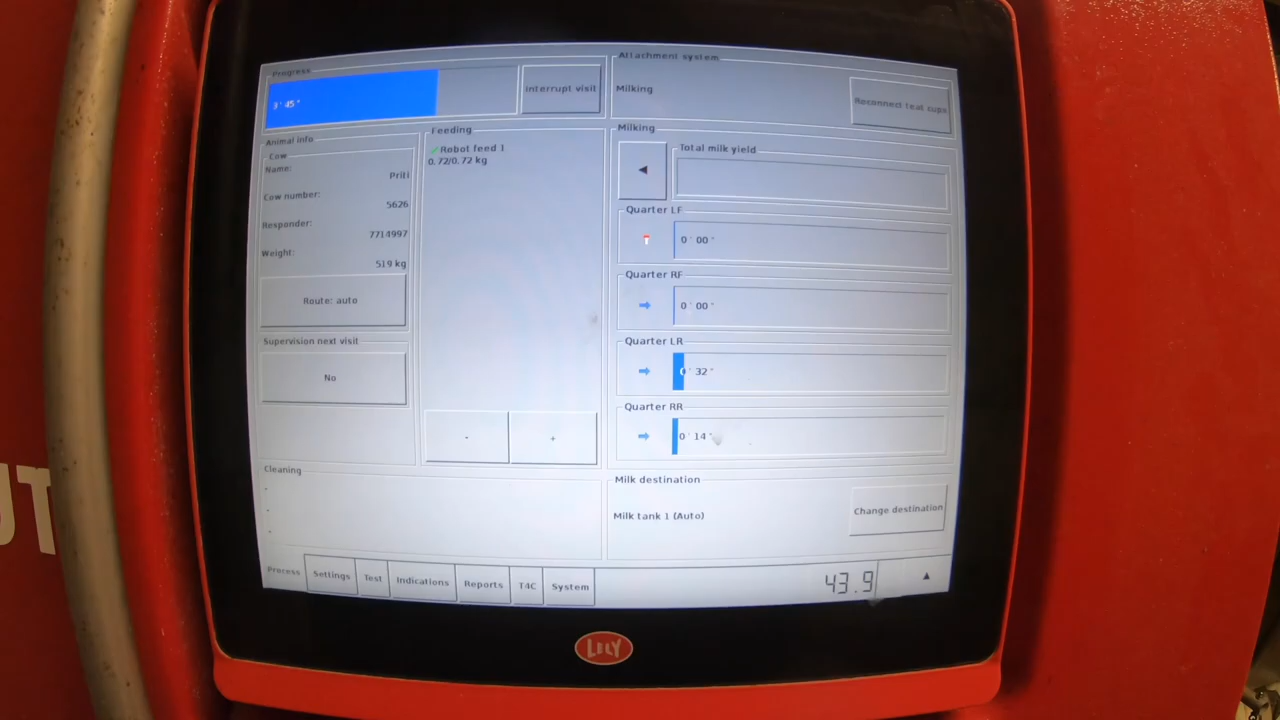 Progress
3' 45"
Interrupt visit
Attachment system
Milking
Reconnect teat cups
Animal info
Cow
Name:
Priti
Cow number:
5626
Responder:
7714997
Weight:
519 kg
Route: auto
Supervision next visit
No
Feeding
Robot feed 1
0.72/0.72 kg
-
+
Milking
Total milk yield
Quarter LF
0' 00"
Quarter RF
0' 00"
Quarter LR
0' 32"
Quarter RR
0' 14"
Cleaning
-
-
-
Milk destination
Milk tank 1 (Auto)
Change destination
Process
Settings
Test
Indications
Reports
T4C
System
43.9
LELY
UT